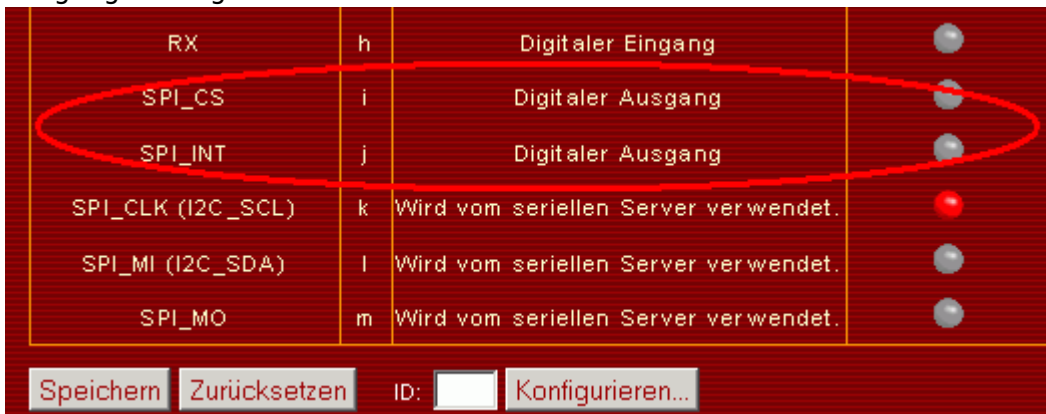 RX h Digitaler Eingang
SPI_CS i Digitaler Ausgang
SPI_INT j Digitaler Ausgang
SPI_CLK (I2C_SCL) k Wird vom seriellen Server verwendet.
SPI_MI (I2C_SDA) l Wird vom seriellen Server verwendet.
SPI_MO m Wird vom seriellen Server verwendet.
Speichern Zurücksetzen ID: Konfigurieren...